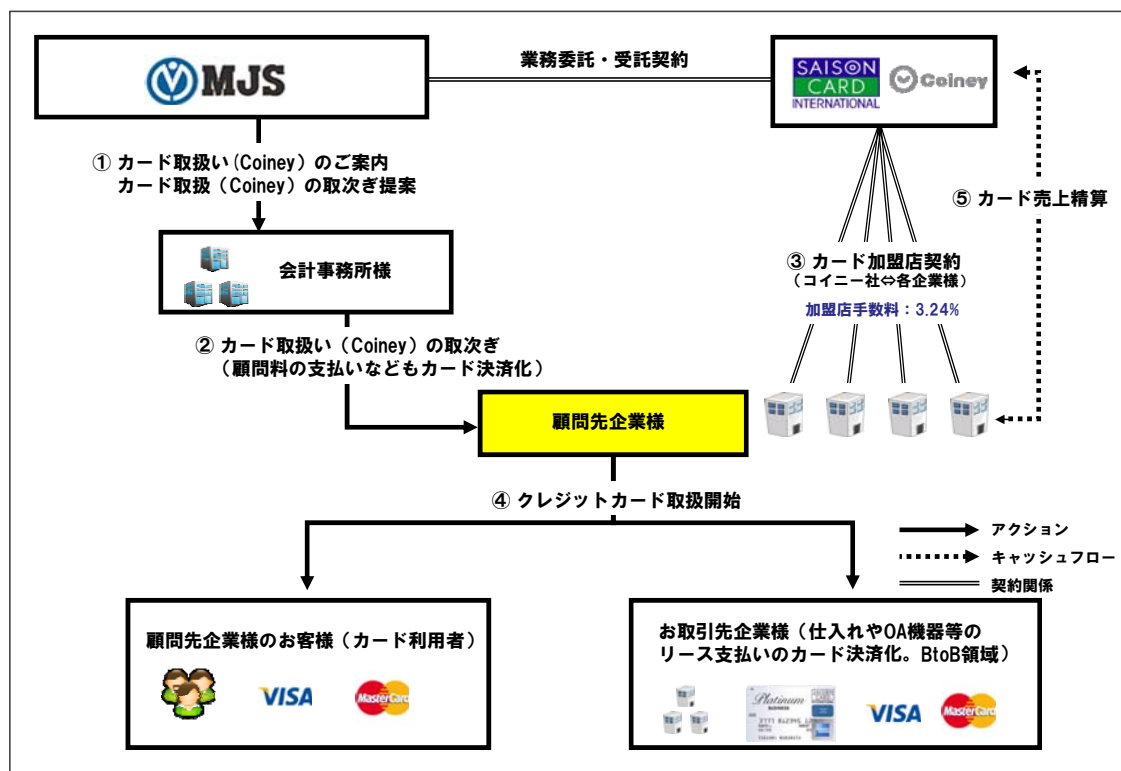 MJS
業務委託・受託契約
SAISON
CARD
INTERNATIONAL
Coiney
① カード取扱い(Coiney)のご案内
カード取扱(Coiney)の取次ぎ提案
会計事務所様
② カード取扱い(Coiney)の取次ぎ
(顧問料の支払いなどもカード決済化)
③ カード加盟店契約
(コイニー社⇔各企業様)
加盟店手数料：3.24%
⑤ カード売上精算
顧問先企業様
④ クレジットカード取扱開始
アクション
キャッシュフロー
契約関係
顧問先企業様のお客様(カード利用者)
VISA
MasterCard
お取引先企業様(仕入れやOA機器等の
リース支払いのカード決済化。BtoB領域)
Platinum
BUSINESS
VISA
MasterCard